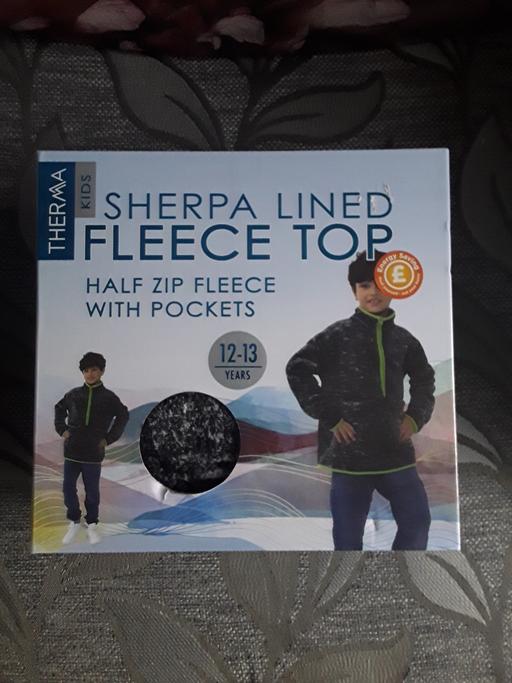 THERMA
KIDS
SHERPA LINED
FLEECE TOP
HALF ZIP FLEECE
WITH POCKETS
Energy Saving
£
12-13
YEARS